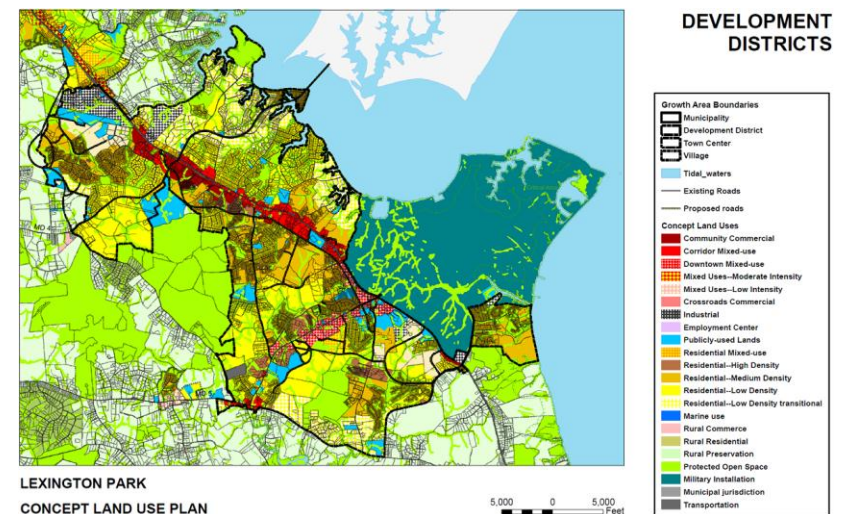 DEVELOPMENT
DISTRICTS
Growth Area Boundaries
Municipality
Development District
Town Center
Village
Tidal_waters
Existing Roads
Proposed roads
Concept Land Uses
Community Commercial
Corridor Mixed-use
Downtown Mixed-use
Mixed Uses--Moderate Intensity
Mixed Uses--Low Intensity
Crossroads Commercial
Industrial
Employment Center
Publicly-used Lands
Residential Mixed-use
Residential--High Density
Residential--Medium Density
Residential--Low Density
Residential--Low Density transitional
Marine use
Rural Commerce
Rural Residential
Rural Preservation
Protected Open Space
Military Installation
Municipal jurisdiction
Transportation
MD 4
MD 5
LEXINGTON PARK
CONCEPT LAND USE PLAN
5,000 0 5,000
Feet